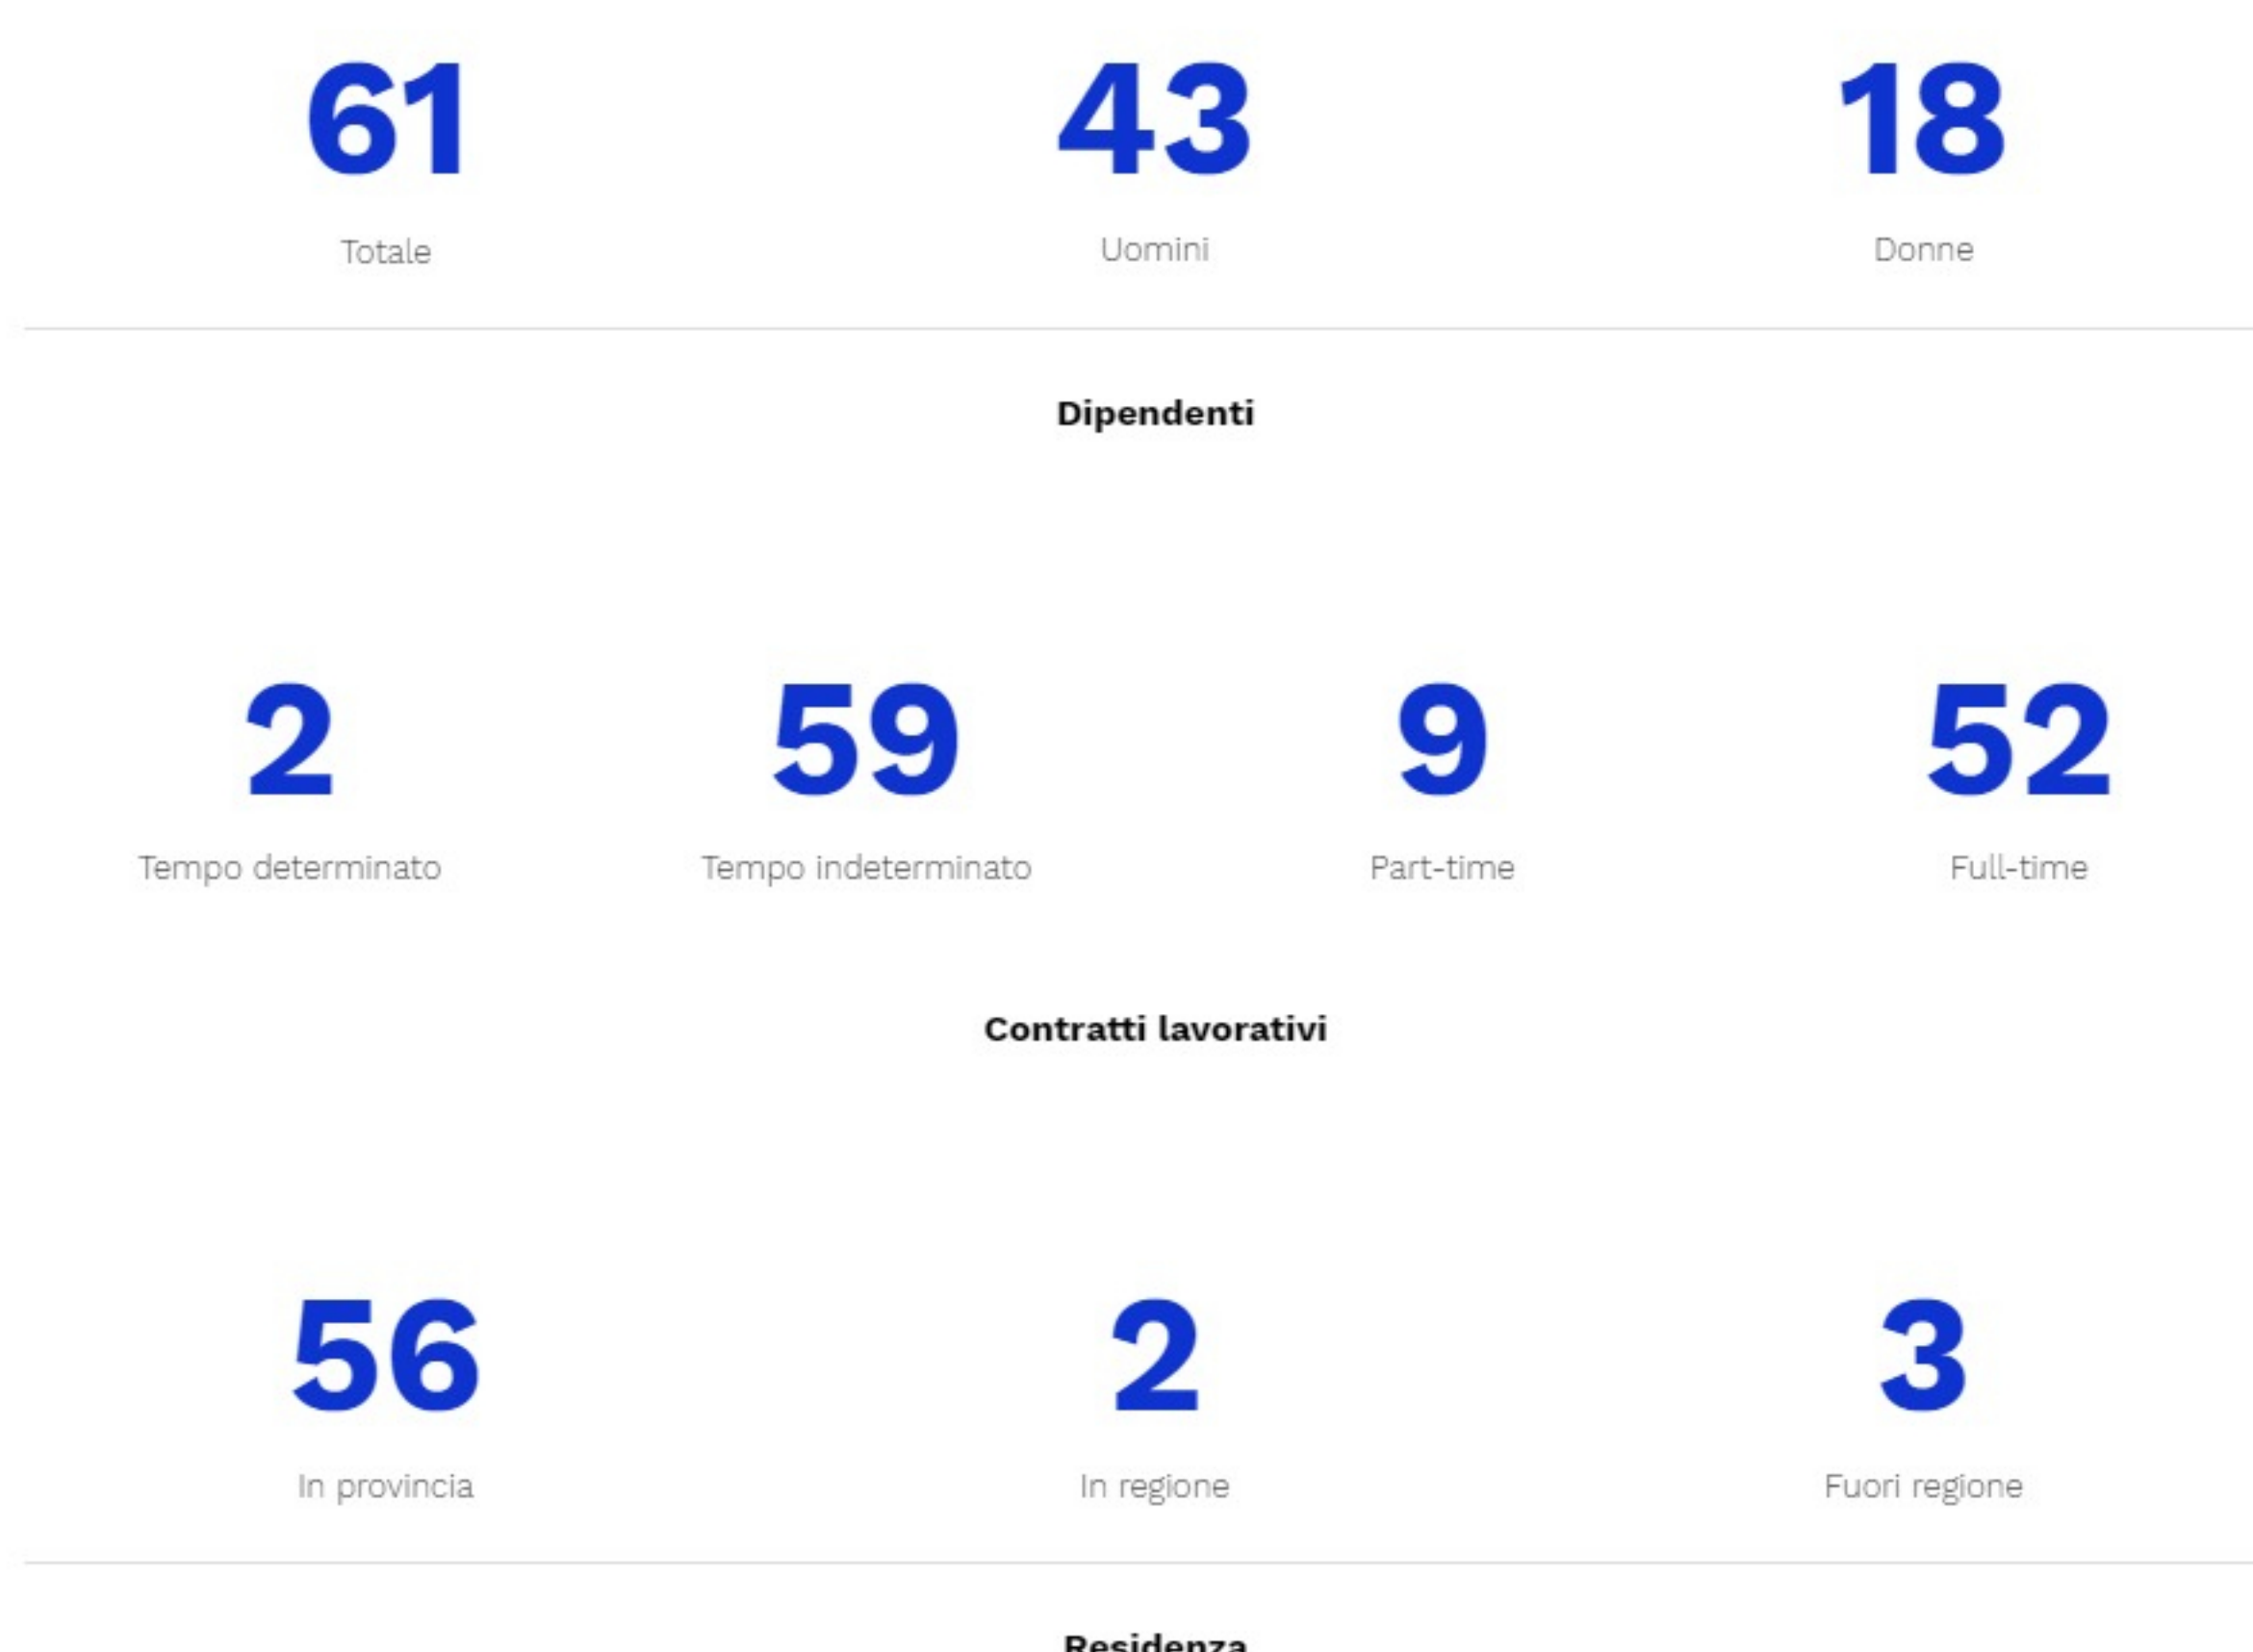 61 43 18
Totale Uomini Donne
Dipendenti
2 59 9 52
Tempo determinato Tempo indeterminato Part-time Full-time
Contratti lavorativi
56 2 3
In provincia In regione Fuori regione
Residenza